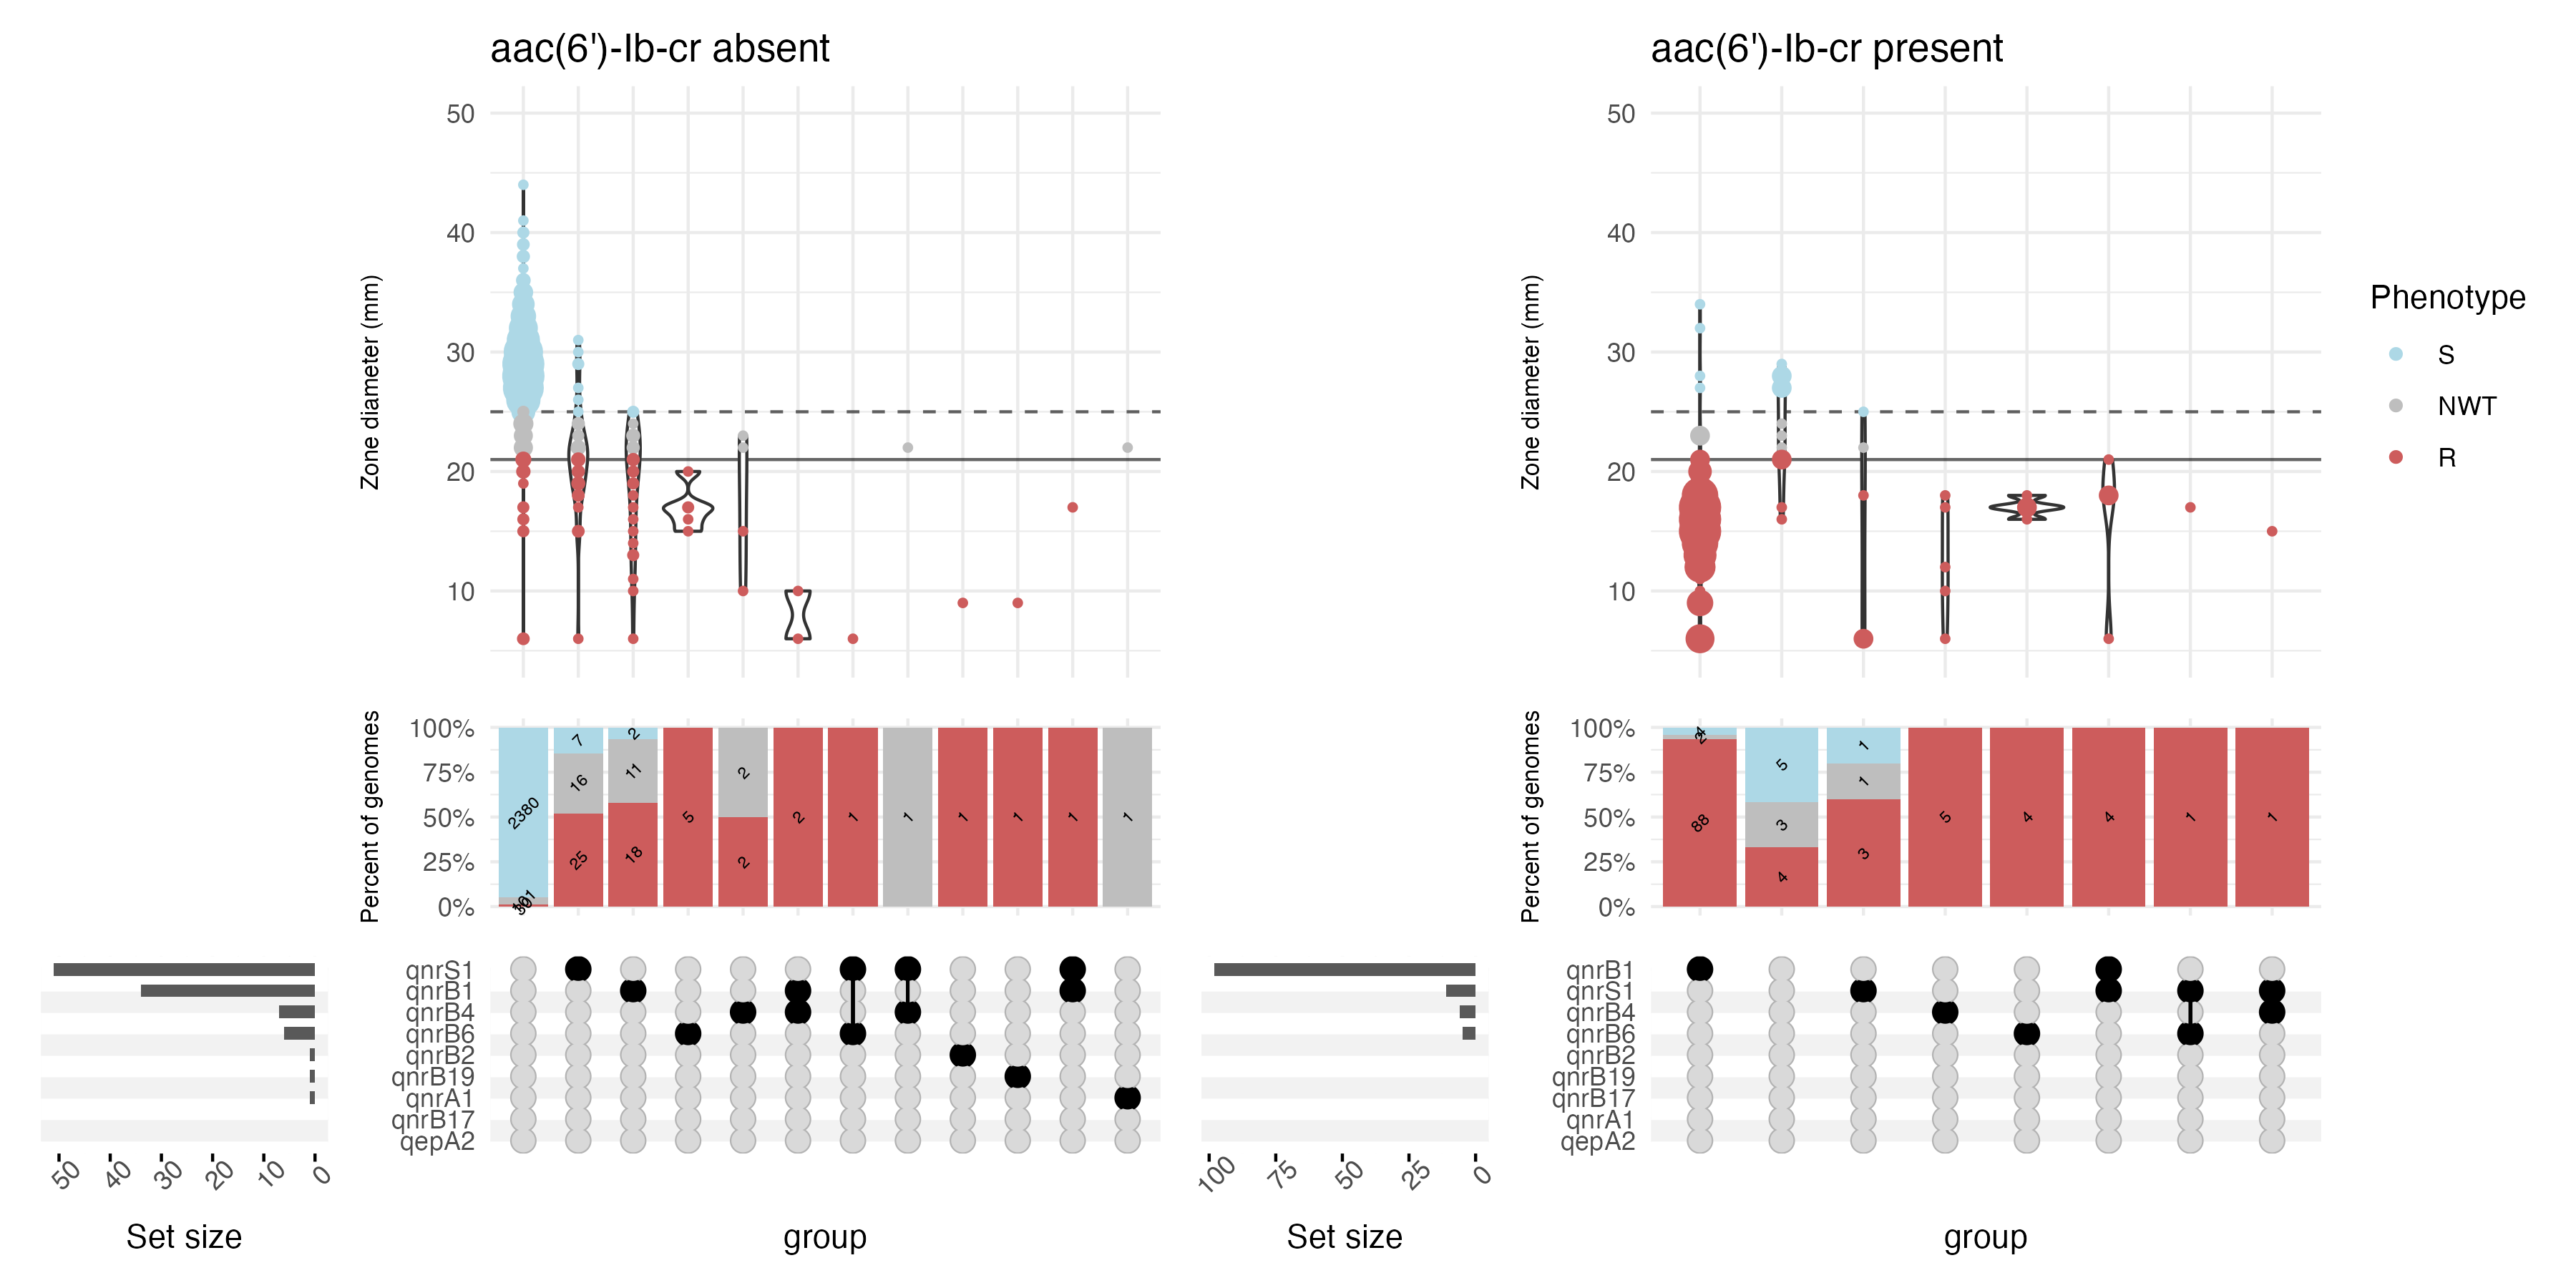 aac(6')-Ib-cr absent
50
40
30
20
10
Zone diameter (mm)
100%
75%
50%
25%
0%
Percent of genomes
2380
7
16
25
2
11
18
5
2
2
2
1
1
1
1
1
1
qnrS1
qnrB1
qnrB4
qnrB6
qnrB2
qnrB19
qnrA1
qnrB17
qepA2
50
40
30
20
10
0
Set size
group
aac(6')-Ib-cr present
50
40
30
20
10
Zone diameter (mm)
100%
75%
50%
25%
0%
Percent of genomes
4
2
88
5
3
4
1
1
3
5
4
4
1
1
qnrB1
qnrS1
qnrB4
qnrB6
qnrB2
qnrB19
qnrB17
qnrA1
qepA2
100
75
50
25
0
Set size
group
Phenotype
S
NWT
R